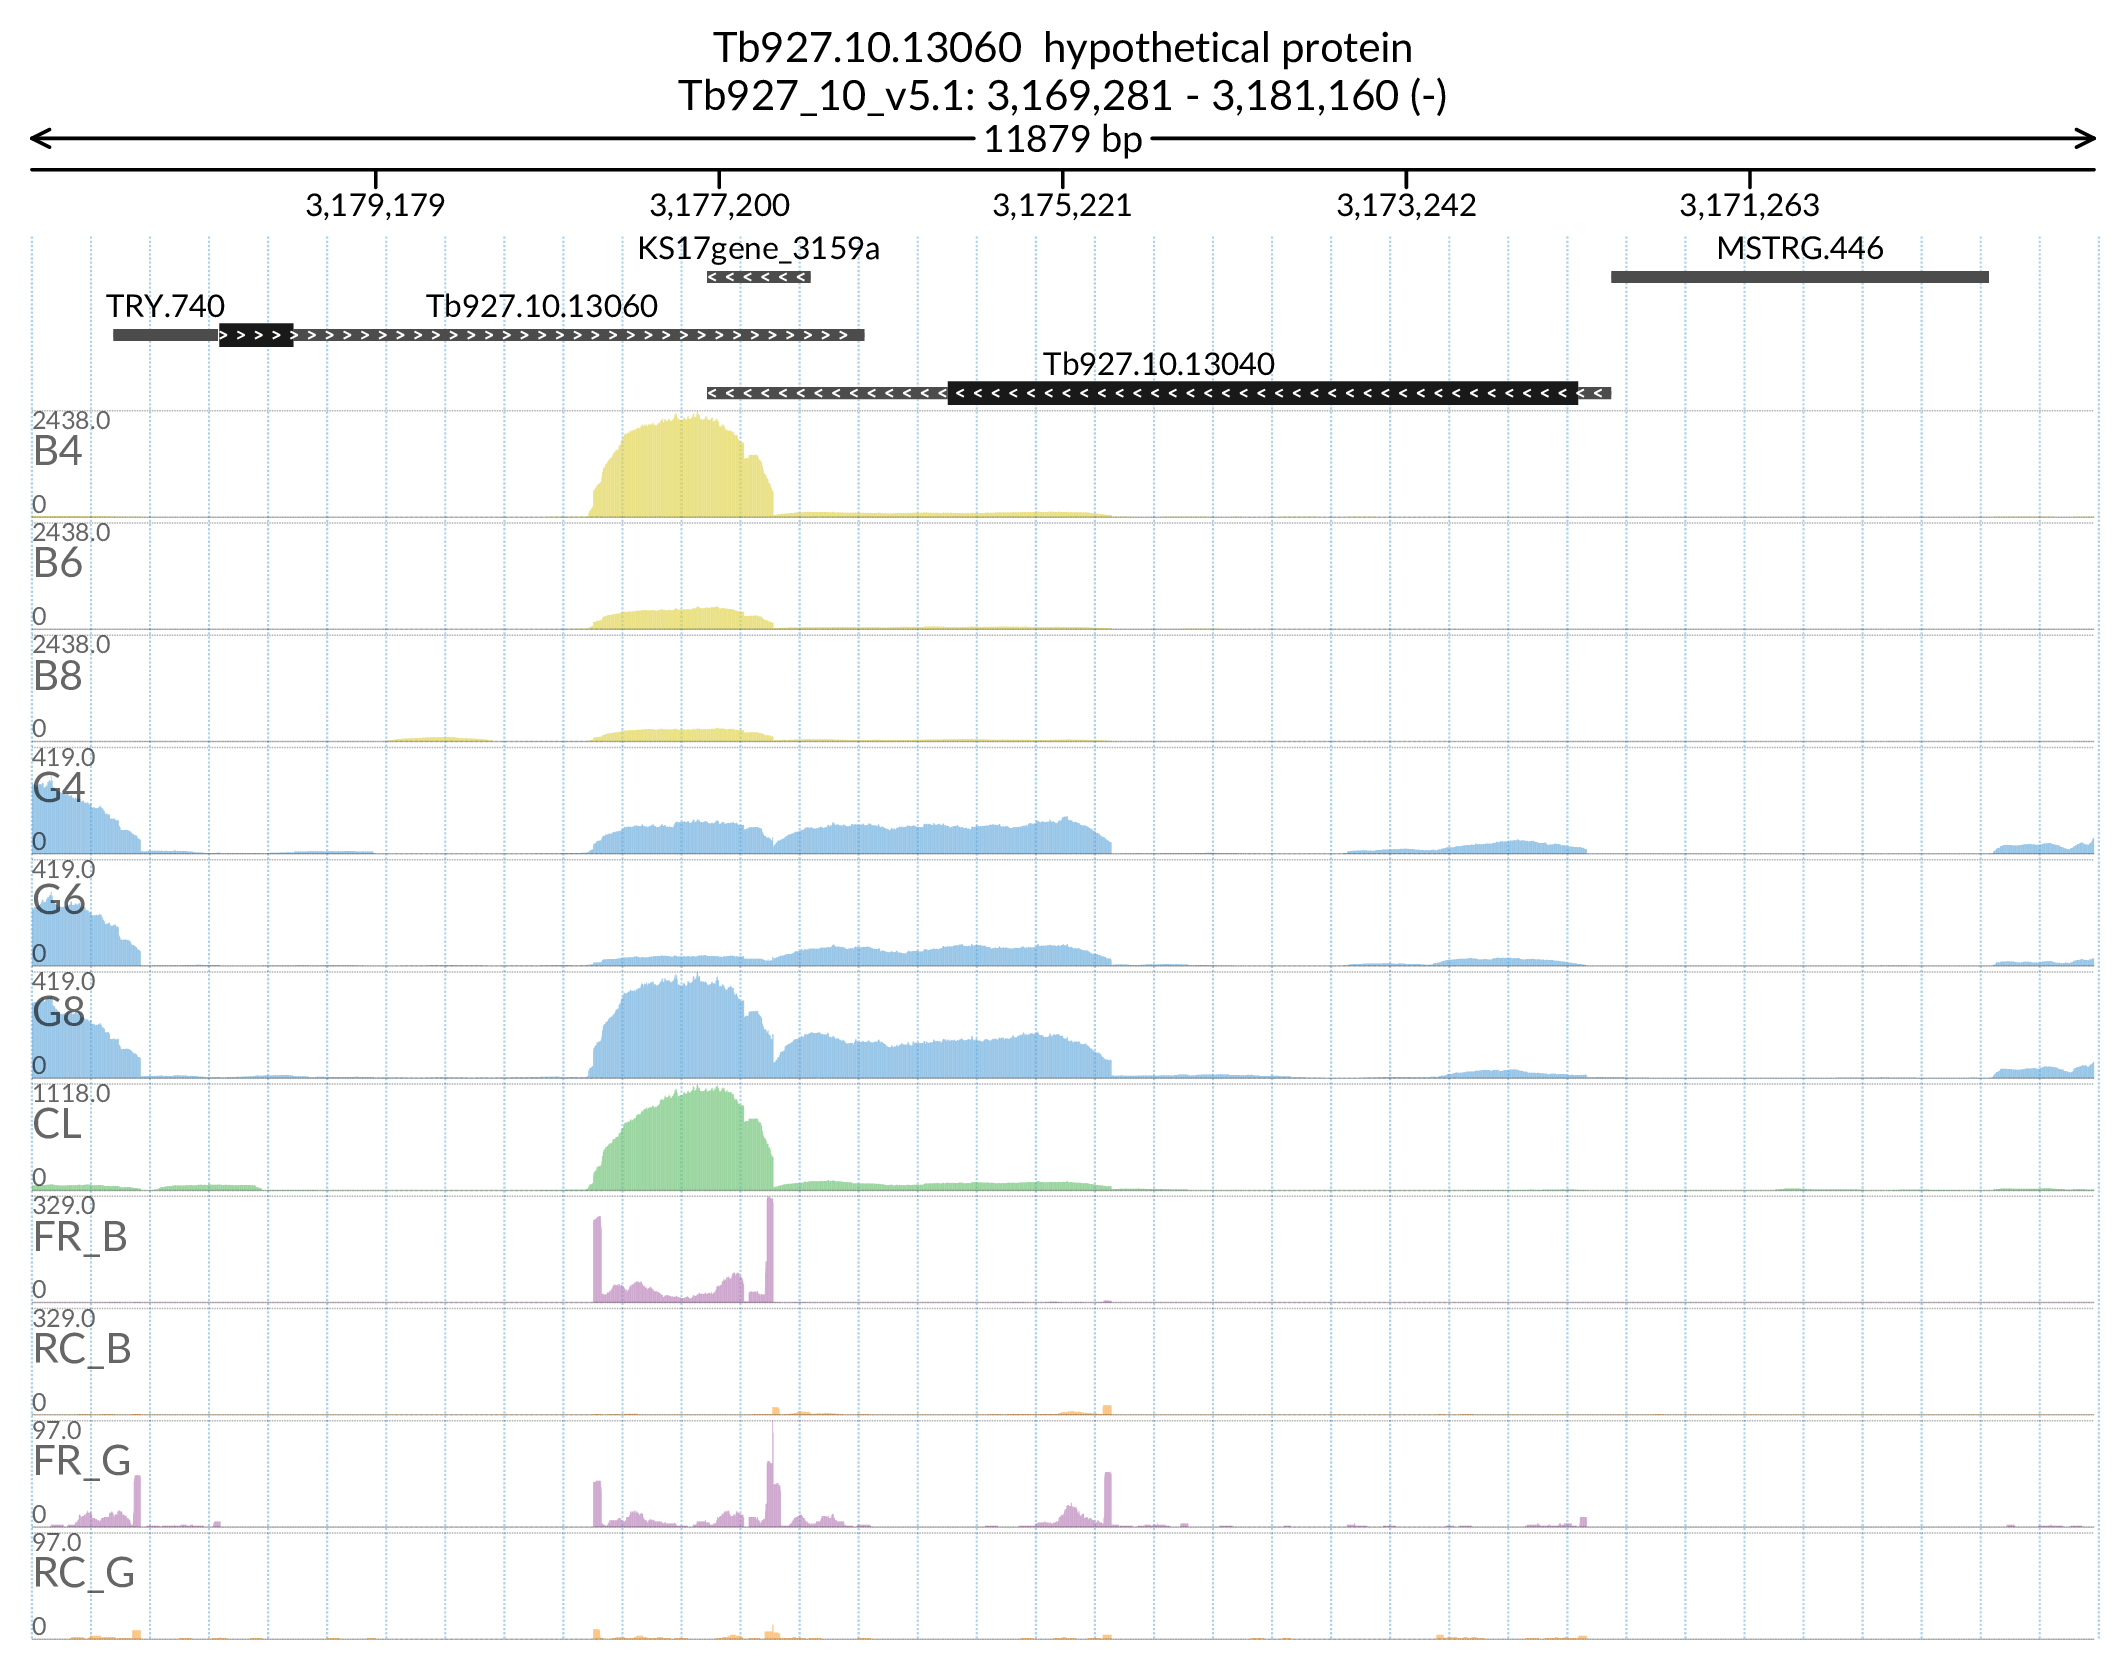 Tb927.10.13060 hypothetical protein
Tb927_10_v5.1: 3,169,281 - 3,181,160 (-)
11879 bp
3,179,179 3,177,200 3,175,221 3,173,242 3,171,263
KS17gene_3159a MSTRG.446
TRY.740 Tb927.10.13060
Tb927.10.13040
2438.0
B4
0
2438.0
B6
0
2438.0
B8
0
419.0
G4
0
419.0
G6
0
419.0
G8
0
1118.0
CL
0
329.0
FR_B
0
329.0
RC_B
0
97.0
FR_G
0
97.0
RC_G
0